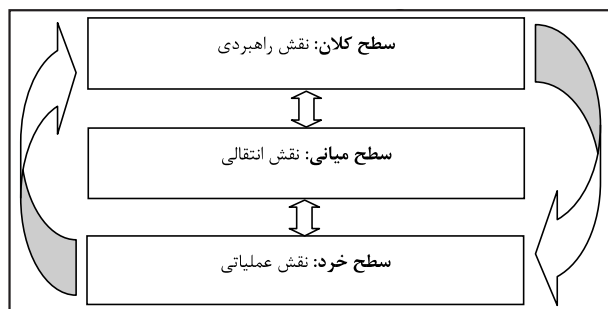 سطح کلان: نقش راهبردی
سطح میانی: نقش انتقالی
سطح خرد: نقش عملیاتی